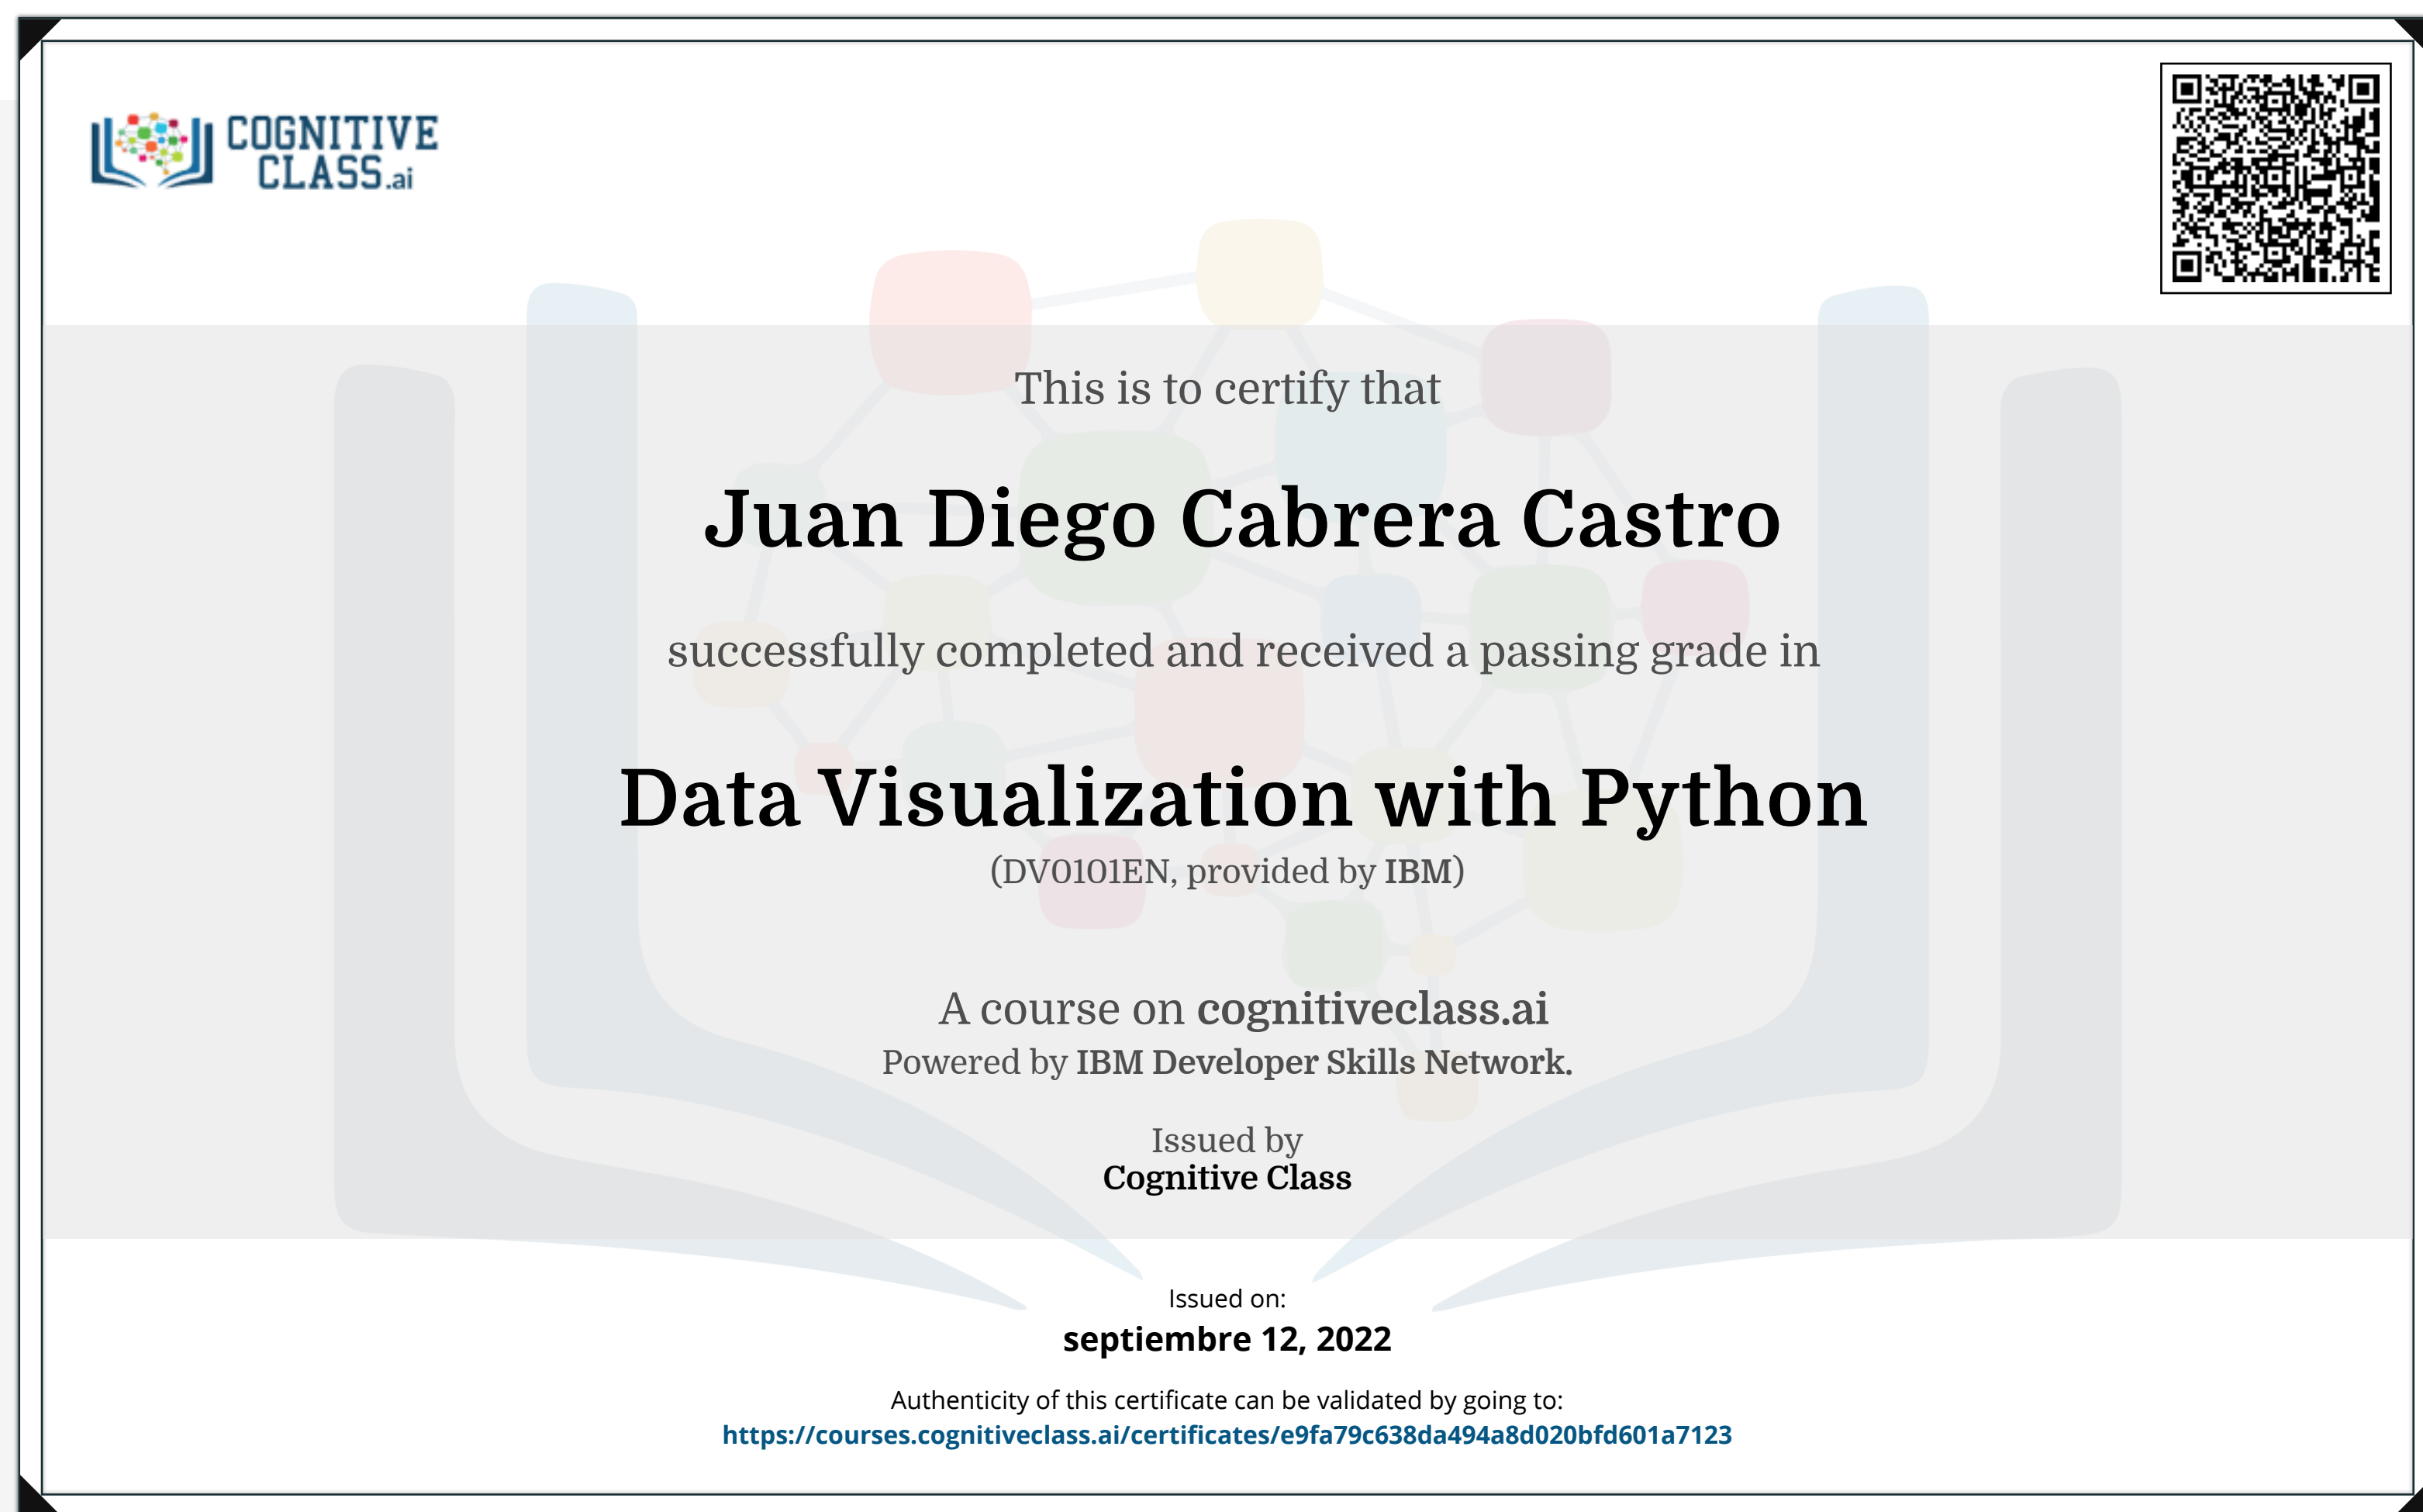 COGNITIVE
CLASS.ai
This is to certify that
Juan Diego Cabrera Castro
successfully completed and received a passing grade in
Data Visualization with Python
(DV0101EN, provided by IBM)
A course on cognitiveclass.ai
Powered by IBM Developer Skills Network.
Issued by
Cognitive Class
Issued on:
septiembre 12, 2022
Authenticity of this certificate can be validated by going to:
https://courses.cognitiveclass.ai/certificates/e9fa79c638da494a8d020bfd601a7123